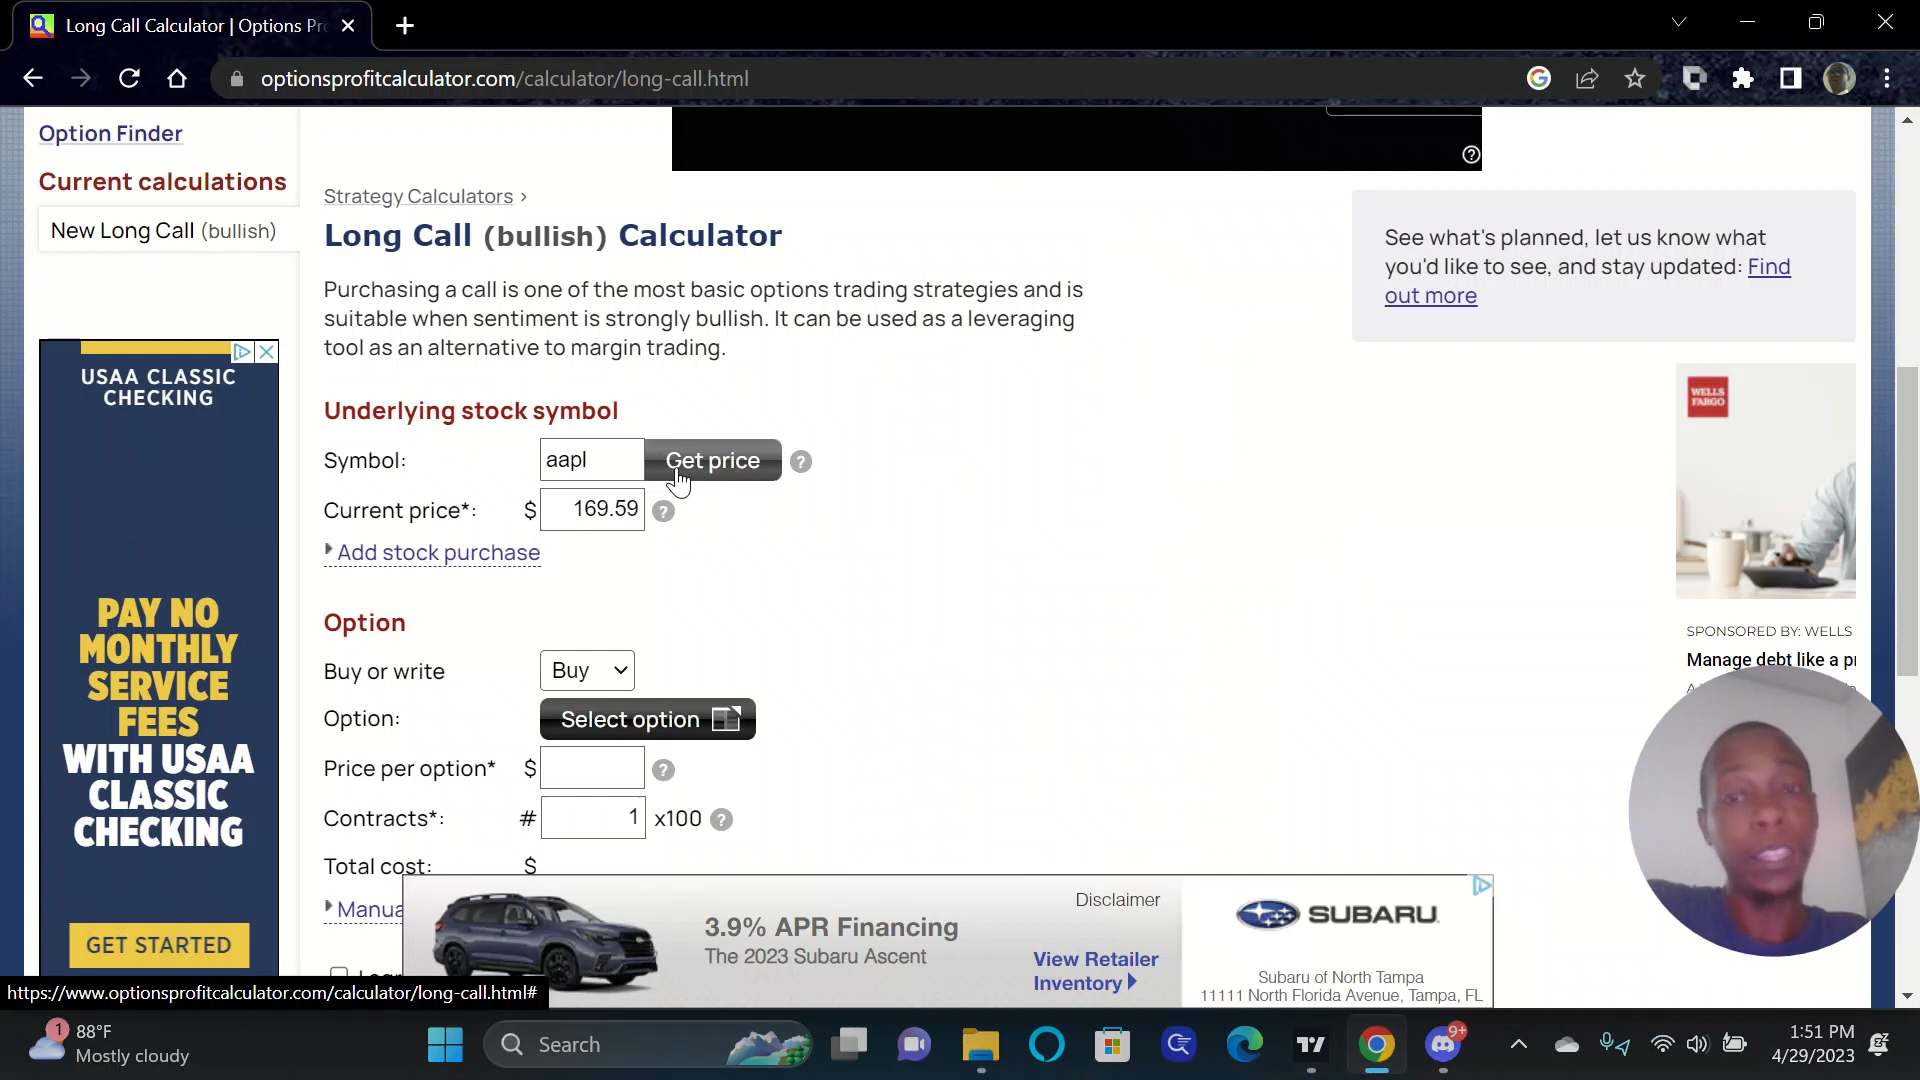 Long Call Calculator | Options Pr
optionsprofitcalculator.com/calculator/long-call.html
Option Finder
Current calculations
New Long Call (bullish)
USAA CLASSIC
CHECKING
PAY NO
MONTHLY
SERVICE
FEES
WITH USAA
CLASSIC
CHECKING
GET STARTED
Strategy Calculators ›
Long Call (bullish) Calculator
Purchasing a call is one of the most basic options trading strategies and is
suitable when sentiment is strongly bullish. It can be used as a leveraging
tool as an alternative to margin trading.
Underlying stock symbol
Symbol: aapl Get price ?
Current price*: $ 169.59 ?
Add stock purchase
Option
Buy or write Buy
Option: Select option
Price per option* $ ?
Contracts*: # 1 x100 ?
Total cost: $
Manua
See what's planned, let us know what
you'd like to see, and stay updated: Find
out more
WELLS
FARGO
SPONSORED BY: WELLS
Manage debt like a p
3.9% APR Financing
The 2023 Subaru Ascent
Disclaimer
View Retailer
Inventory
SUBARU
Subaru of North Tampa
11111 North Florida Avenue, Tampa, FL
https://www.optionsprofitcalculator.com/calculator/long-call.html#
1
88°F
Mostly cloudy
Search
9+
1:51 PM
4/29/2023